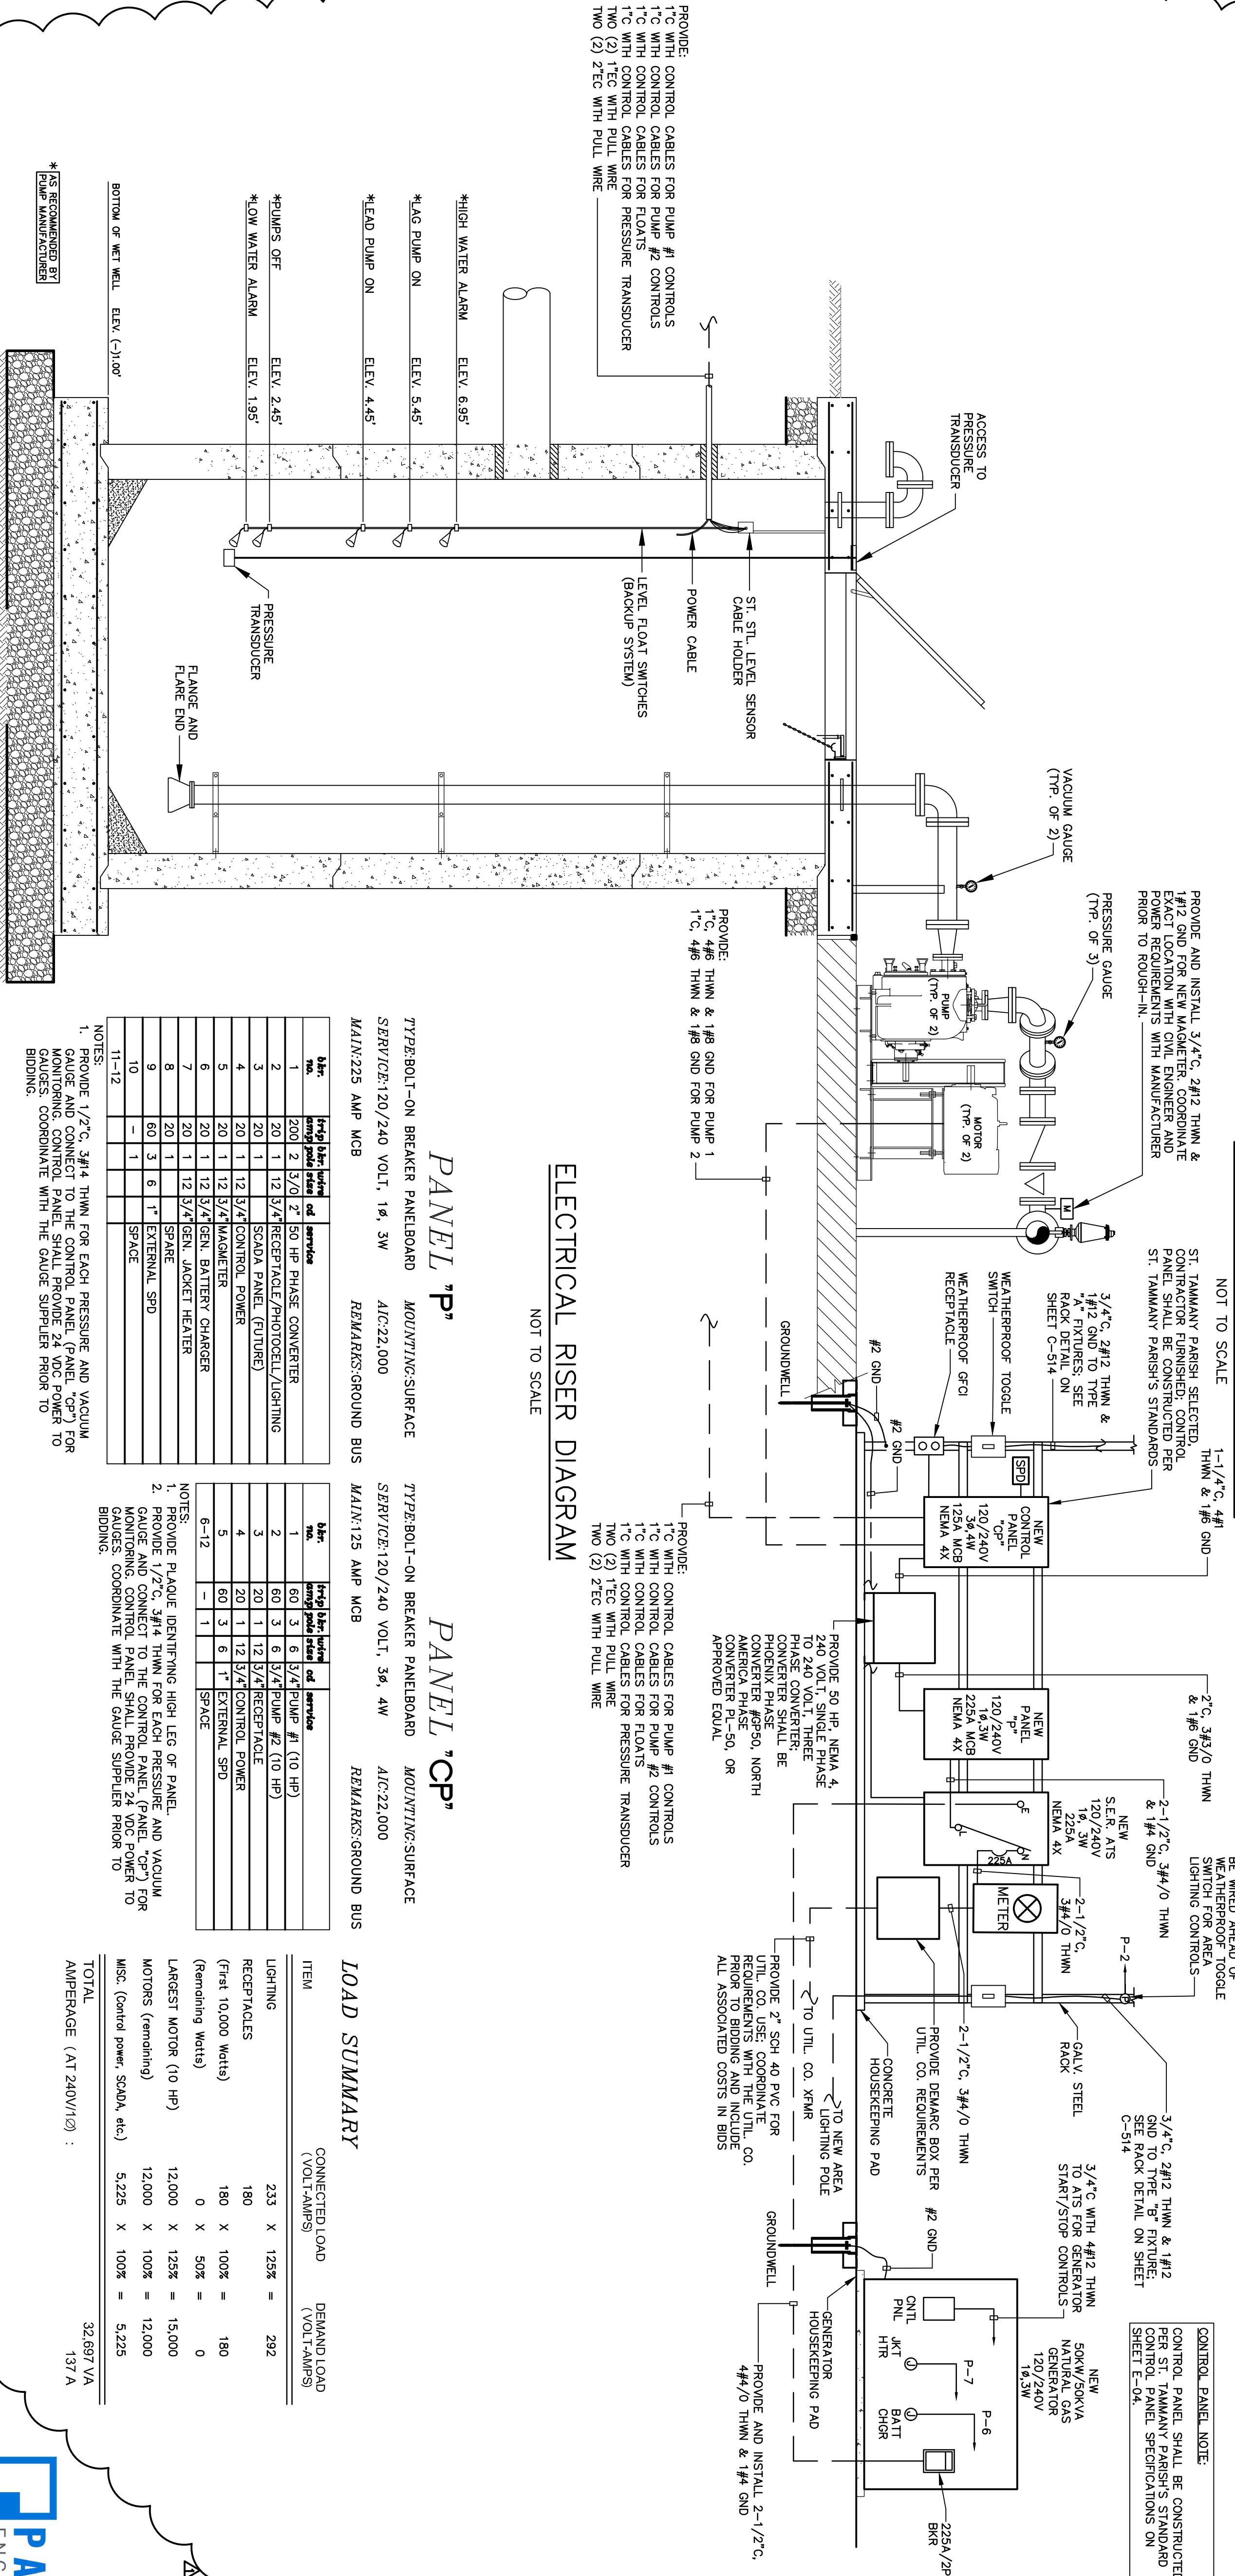 PROVIDE:
1"C WITH CONTROL CABLES FOR PUMP #1 CONTROLS
1"C WITH CONTROL CABLES FOR PUMP #2 CONTROLS
1"C WITH CONTROL CABLES FOR FLOATS
1"C WITH CONTROL CABLES FOR PRESSURE TRANSDUCER
TWO (2) 1"EC WITH PULL WIRE
TWO (2) 2"EC WITH PULL WIRE
*HIGH WATER ALARM ELEV. 6.95'
*LAG PUMP ON ELEV. 5.45'
*LEAD PUMP ON ELEV. 4.45'
*PUMPS OFF ELEV. 2.45'
*LOW WATER ALARM ELEV. 1.95'
BOTTOM OF WET WELL ELEV. (-)1.00'
* AS RECOMMENDED BY
PUMP MANUFACTURER
ACCESS TO
PRESSURE
TRANSDUCER
ST. STL. LEVEL SENSOR
CABLE HOLDER
POWER CABLE
LEVEL FLOAT SWITCHES
(BACKUP SYSTEM)
PRESSURE
TRANSDUCER
FLANGE AND
FLARE END
VACUUM GAUGE
(TYP. OF 2)
PRESSURE GAUGE
(TYP. OF 3)
PROVIDE AND INSTALL 3/4"C, 2#12 THWN &
1#12 GND FOR NEW MAGMETER. COORDINATE
EXACT LOCATION WITH CIVIL ENGINEER AND
POWER REQUIREMENTS WITH MANUFACTURER
PRIOR TO ROUGH-IN.
PUMP
(TYP. OF 2)
MOTOR
(TYP. OF 2)
M
PROVIDE:
1"C, 4#6 THWN & 1#8 GND FOR PUMP 1
1"C, 4#6 THWN & 1#8 GND FOR PUMP 2
NOT TO SCALE
ST. TAMMANY PARISH SELECTED,
CONTRACTOR FURNISHED; CONTROL
PANEL SHALL BE CONSTRUCTED PER
ST. TAMMANY PARISH'S STANDARDS
3/4"C, 2#12 THWN &
1#12 GND TO TYPE
"A" FIXTURES; SEE
RACK DETAIL ON
SHEET C-514
WEATHERPROOF TOGGLE
SWITCH
WEATHERPROOF GFCI
RECEPTACLE
#2 GND
#2 GND
GROUNDWELL
SPD
1-1/4"C, 4#1
THWN & 1#6 GND
NEW
CONTROL
PANEL
"CP"
120/240V
3ø,4W
125A MCB
NEMA 4X
PROVIDE 50 HP, NEMA 4,
240 VOLT, SINGLE PHASE
TO 240 VOLT, THREE
PHASE CONVERTER;
CONVERTER SHALL BE
PHOENIX PHASE
CONVERTER #GP50, NORTH
AMERICA PHASE
CONVERTER PL-50, OR
APPROVED EQUAL
PROVIDE:
1"C WITH CONTROL CABLES FOR PUMP #1 CONTROLS
1"C WITH CONTROL CABLES FOR PUMP #2 CONTROLS
1"C WITH CONTROL CABLES FOR FLOATS
1"C WITH CONTROL CABLES FOR PRESSURE TRANSDUCER
TWO (2) 1"EC WITH PULL WIRE
TWO (2) 2"EC WITH PULL WIRE
2"C, 3#3/0 THWN
& 1#6 GND
NEW
PANEL
"P"
120/240V
1ø,3W
225A MCB
NEMA 4X
2-1/2"C, 3#4/0 THWN
& 1#4 GND
NEW
S.E.R. ATS
120/240V
1ø, 3W
225A
NEMA 4X
E
L
N
225A
2-1/2"C,
3#4/0 THWN
METER
BE WIRED AHEAD OF
WEATHERPROOF TOGGLE
SWITCH FOR AREA
LIGHTING CONTROLS
P-2
GALV. STEEL
RACK
2-1/2"C, 3#4/0 THWN
PROVIDE DEMARC BOX PER
UTIL. CO. REQUIREMENTS
CONCRETE
HOUSEKEEPING PAD
TO NEW AREA
LIGHTING POLE
TO UTIL. CO. XFMR
PROVIDE 2" SCH 40 PVC FOR
UTIL. CO. USE; COORDINATE
REQUIREMENTS WITH THE UTIL. CO.
PRIOR TO BIDDING AND INCLUDE
ALL ASSOCIATED COSTS IN BIDS
3/4"C, 2#12 THWN & 1#12
GND TO TYPE "B" FIXTURE;
SEE RACK DETAIL ON SHEET
C-514
3/4"C WITH 4#12 THWN
TO ATS FOR GENERATOR
START/STOP CONTROLS
#2 GND
GROUNDWELL
GENERATOR
HOUSEKEEPING PAD
CNTL
PNL
JKT
HTR
J
P-7
BATT
CHGR
J
P-6
NEW
50KW/50KVA
NATURAL GAS
GENERATOR
120/240V
1ø,3W
225A/2P
BKR
PROVIDE AND INSTALL 2-1/2"C,
4#4/0 THWN & 1#4 GND
CONTROL PANEL NOTE:
CONTROL PANEL SHALL BE CONSTRUCTED
PER ST. TAMMANY PARISH'S STANDARD
CONTROL PANEL SPECIFICATIONS ON
SHEET E-04.
ELECTRICAL RISER DIAGRAM
NOT TO SCALE
PANEL "P"
TYPE:BOLT-ON BREAKER PANELBOARD MOUNTING:SURFACE
SERVICE:120/240 VOLT, 1ø, 3W AIC:22,000
MAIN:225 AMP MCB REMARKS:GROUND BUS
bkr. no. trip amp bkr. pole wire size cd service
1 200 2 3/0 2" 50 HP PHASE CONVERTER
2 20 1 12 3/4" RECEPTACLE/PHOTOCELL/LIGHTING
3 20 1 SCADA PANEL (FUTURE)
4 20 1 12 3/4" CONTROL POWER
5 20 1 12 3/4" MAGMETER
6 20 1 12 3/4" GEN. BATTERY CHARGER
7 20 1 12 3/4" GEN. JACKET HEATER
8 20 1 SPARE
9 60 3 6 1" EXTERNAL SPD
10 - 1 SPACE
11-12
NOTES:
1. PROVIDE 1/2"C, 3#14 THWN FOR EACH PRESSURE AND VACUUM
GAUGE AND CONNECT TO THE CONTROL PANEL (PANEL "CP") FOR
MONITORING. CONTROL PANEL SHALL PROVIDE 24 VDC POWER TO
GAUGES. COORDINATE WITH THE GAUGE SUPPLIER PRIOR TO
BIDDING.
PANEL "CP"
TYPE:BOLT-ON BREAKER PANELBOARD MOUNTING:SURFACE
SERVICE:120/240 VOLT, 3ø, 4W AIC:22,000
MAIN:125 AMP MCB REMARKS:GROUND BUS
bkr. no. trip amp bkr. pole wire size cd service
1 60 3 6 3/4" PUMP #1 (10 HP)
2 60 3 6 3/4" PUMP #2 (10 HP)
3 20 1 12 3/4" RECEPTACLE
4 20 1 12 3/4" CONTROL POWER
5 60 3 6 1" EXTERNAL SPD
6-12 - 1 SPACE
NOTES:
1. PROVIDE PLAQUE IDENTIFYING HIGH LEG OF PANEL.
2. PROVIDE 1/2"C, 3#14 THWN FOR EACH PRESSURE AND VACUUM
GAUGE AND CONNECT TO THE CONTROL PANEL (PANEL "CP") FOR
MONITORING. CONTROL PANEL SHALL PROVIDE 24 VDC POWER TO
GAUGES. COORDINATE WITH THE GAUGE SUPPLIER PRIOR TO
BIDDING.
LOAD SUMMARY
ITEM CONNECTED LOAD (VOLT-AMPS) DEMAND LOAD (VOLT-AMPS)
LIGHTING 233 X 125% = 292
RECEPTACLES 180
(First 10,000 Watts) 180 X 100% = 180
(Remaining Watts) 0 X 50% = 0
LARGEST MOTOR (10 HP) 12,000 X 125% = 15,000
MOTORS (remaining) 12,000 X 100% = 12,000
MISC. (Control power, SCADA, etc.) 5,225 X 100% = 5,225
TOTAL 32,697 VA
AMPERAGE (AT 240V/1Ø) : 137 A
PA
ENG